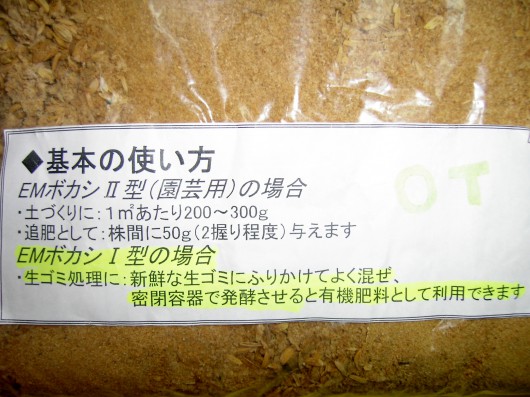 ◆基本の使い方
EMボカシⅡ型(園芸用)の場合
・土づくりに:1㎡あたり200～300g
・追肥として:株間に50g(2握り程度)与えます
EMボカシⅠ型の場合
・生ゴミ処理に:新鮮な生ゴミにふりかけてよく混ぜ、
密閉容器で発酵させると有機肥料として利用できます